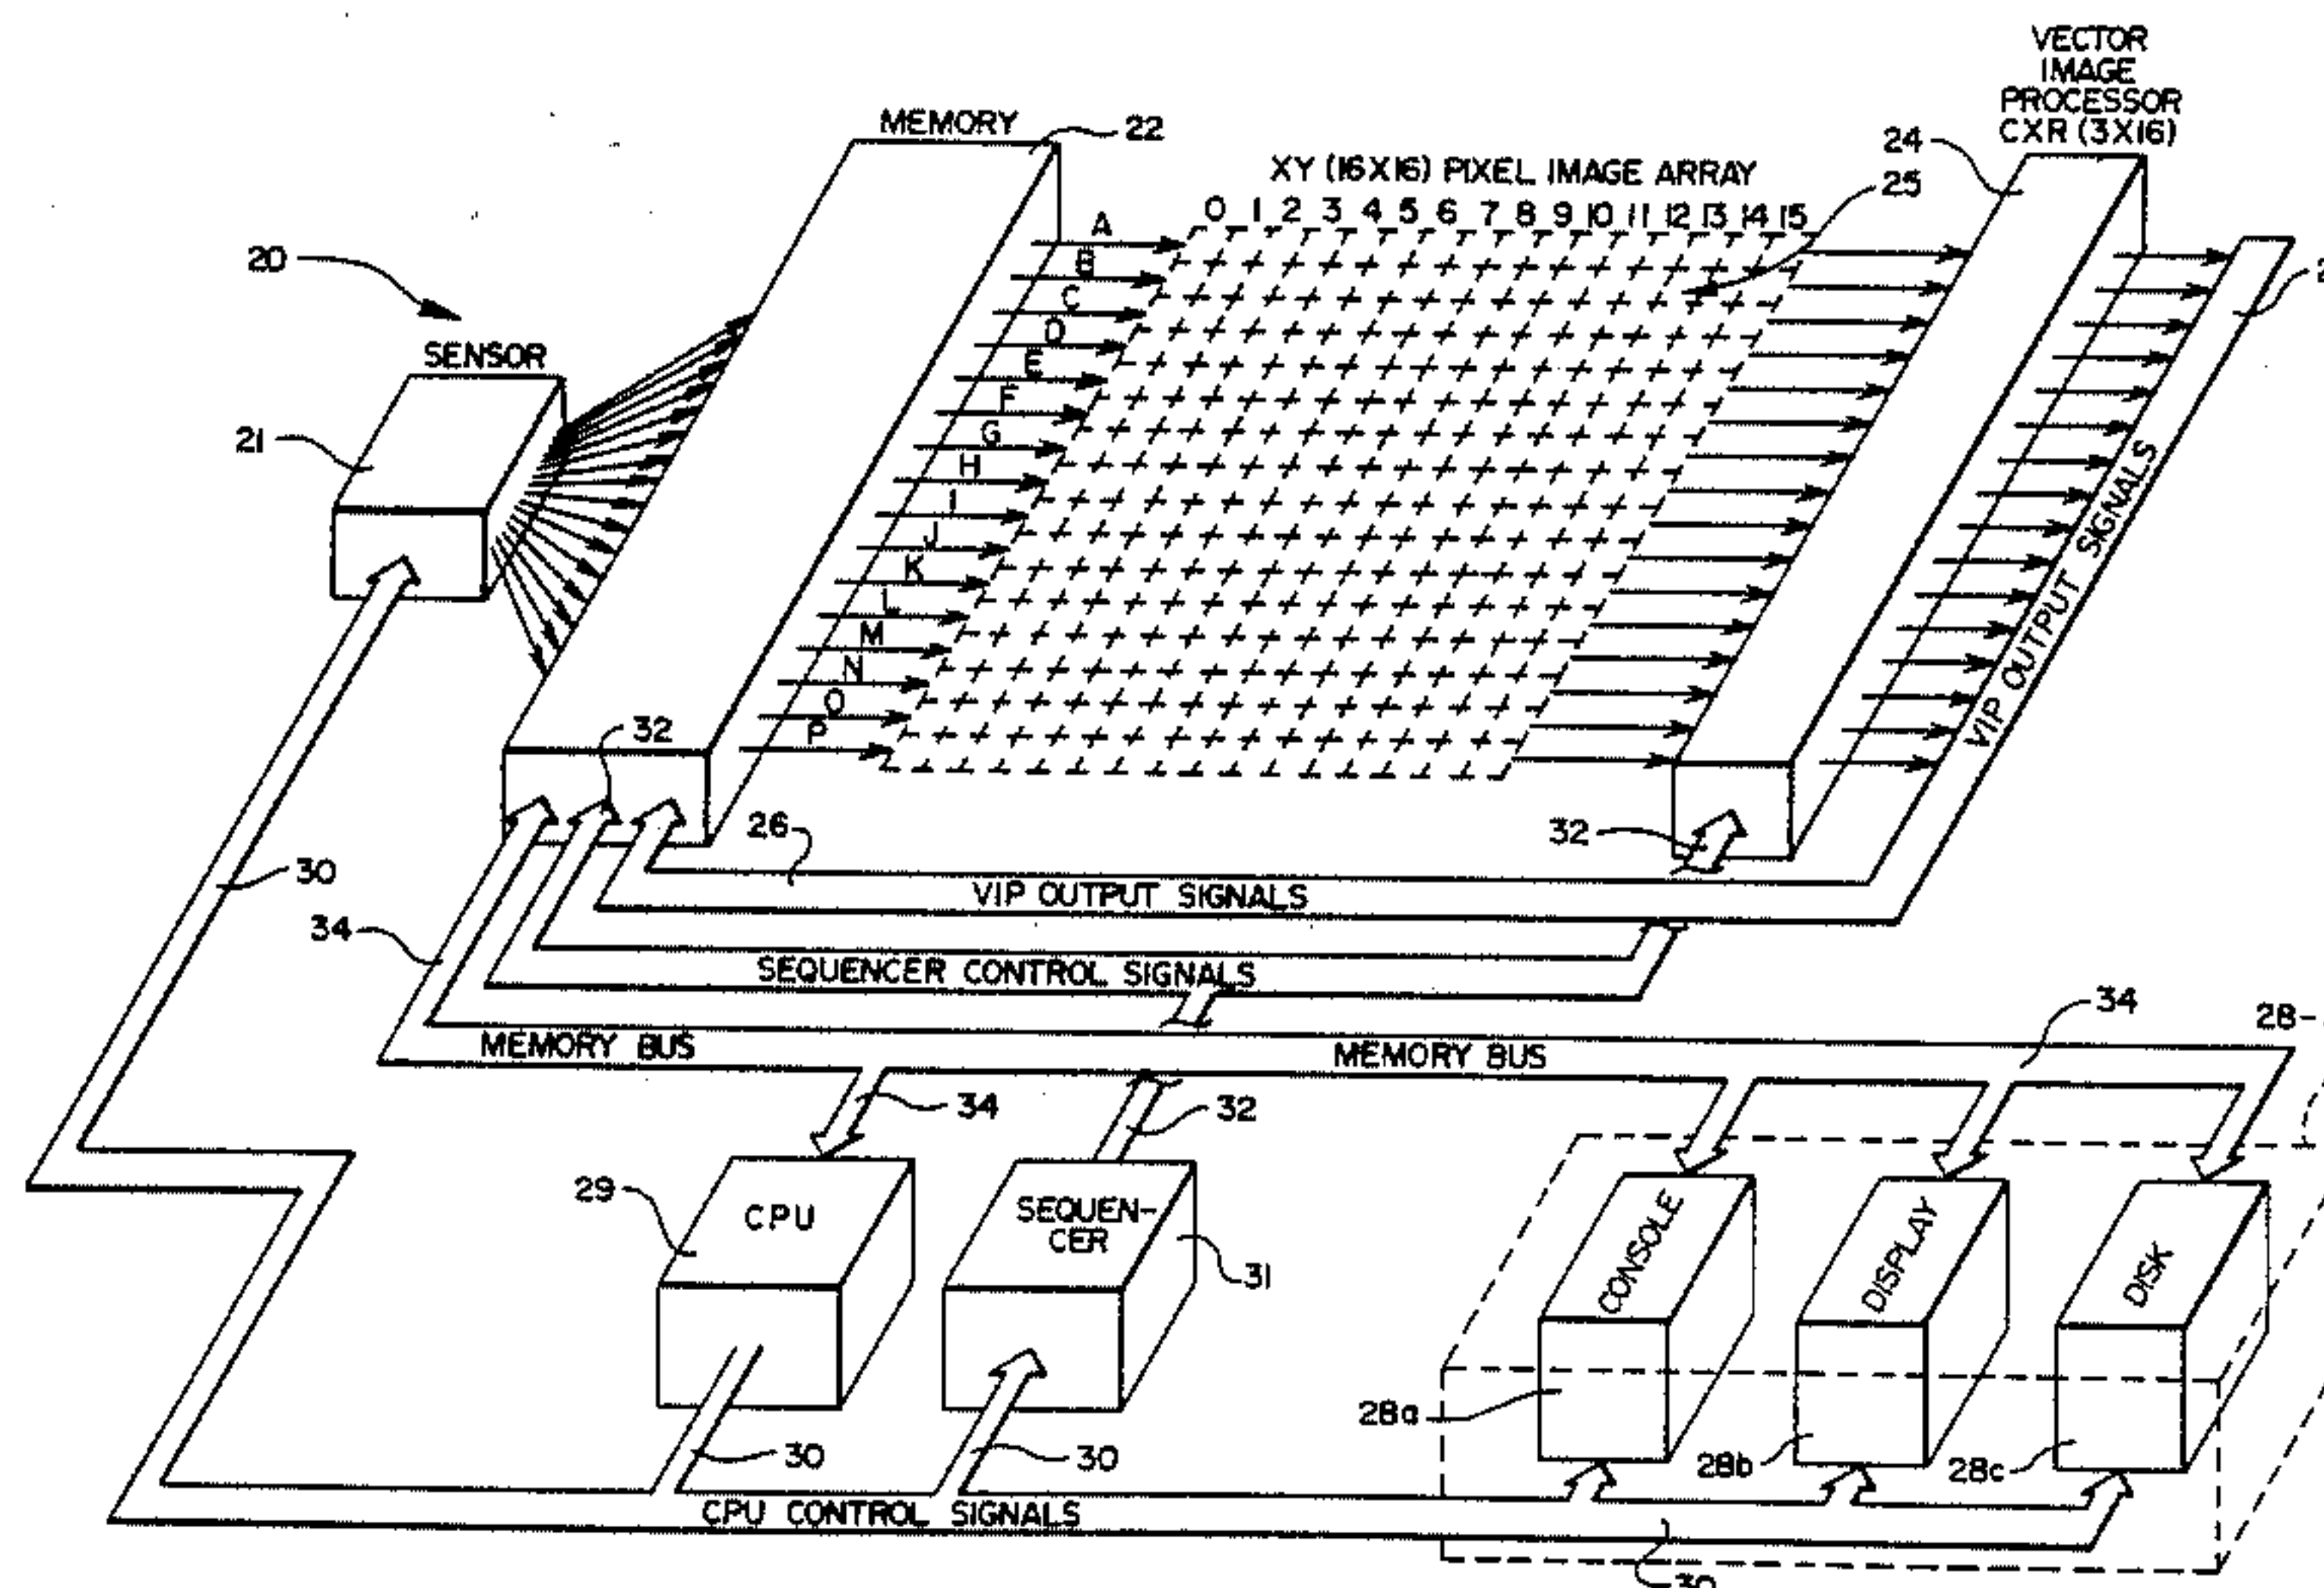 VECTOR
IMAGE
PROCESSOR
CXR (3X16)
MEMORY
22
24
XY (16X16) PIXEL IMAGE ARRAY
25
0 1 2 3 4 5 6 7 8 9 10 11 12 13 14 15
A
B
C
D
E
F
G
H
I
J
K
L
M
N
O
P
20
SENSOR
21
VIP OUTPUT SIGNALS
32
26
32
30
VIP OUTPUT SIGNALS
34
SEQUENCER CONTROL SIGNALS
34
28
MEMORY BUS
MEMORY BUS
34
32
29
CPU
SEQUEN-
CER
31
CONSOLE
DISPLAY
DISK
28a
28b
28c
30
30
CPU CONTROL SIGNALS
30